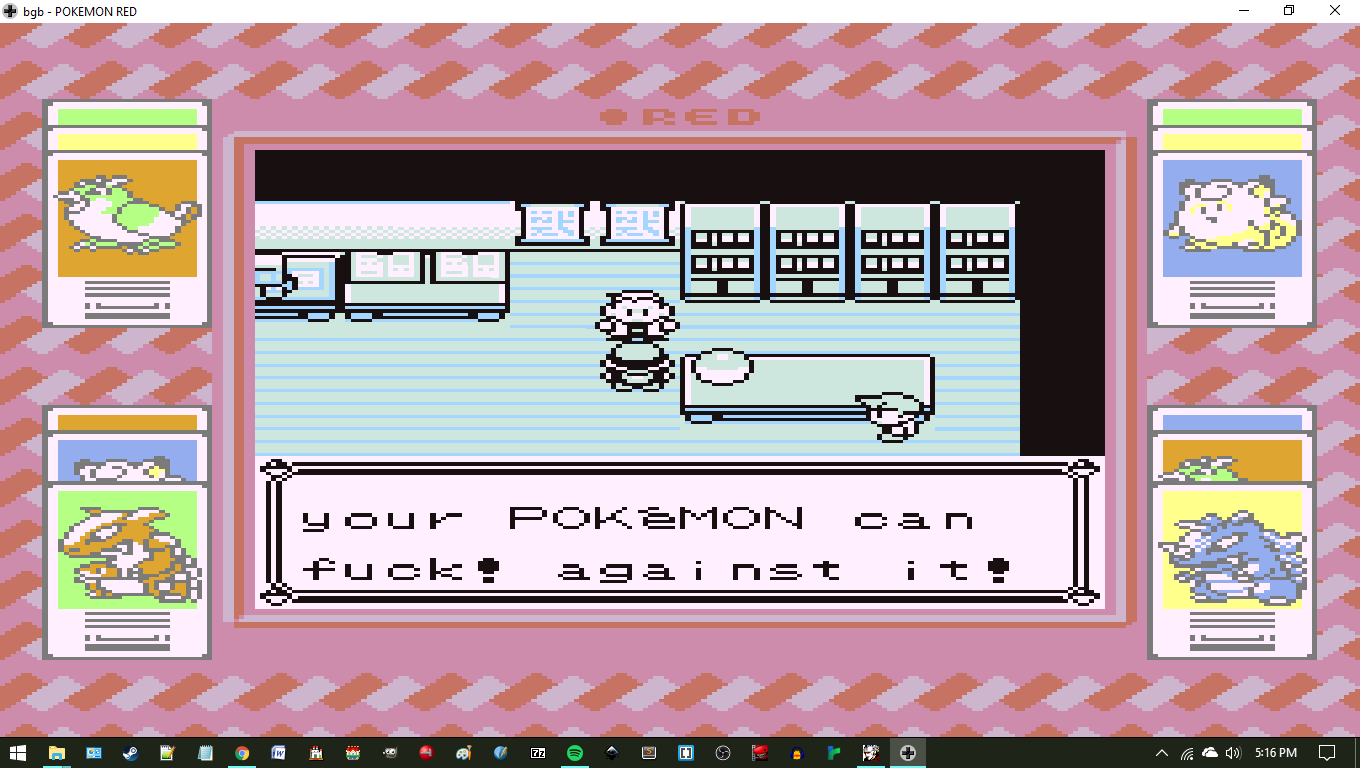 bgb - POKEMON RED
RED
your POKéMON can
fuck! against it!
5:16 PM